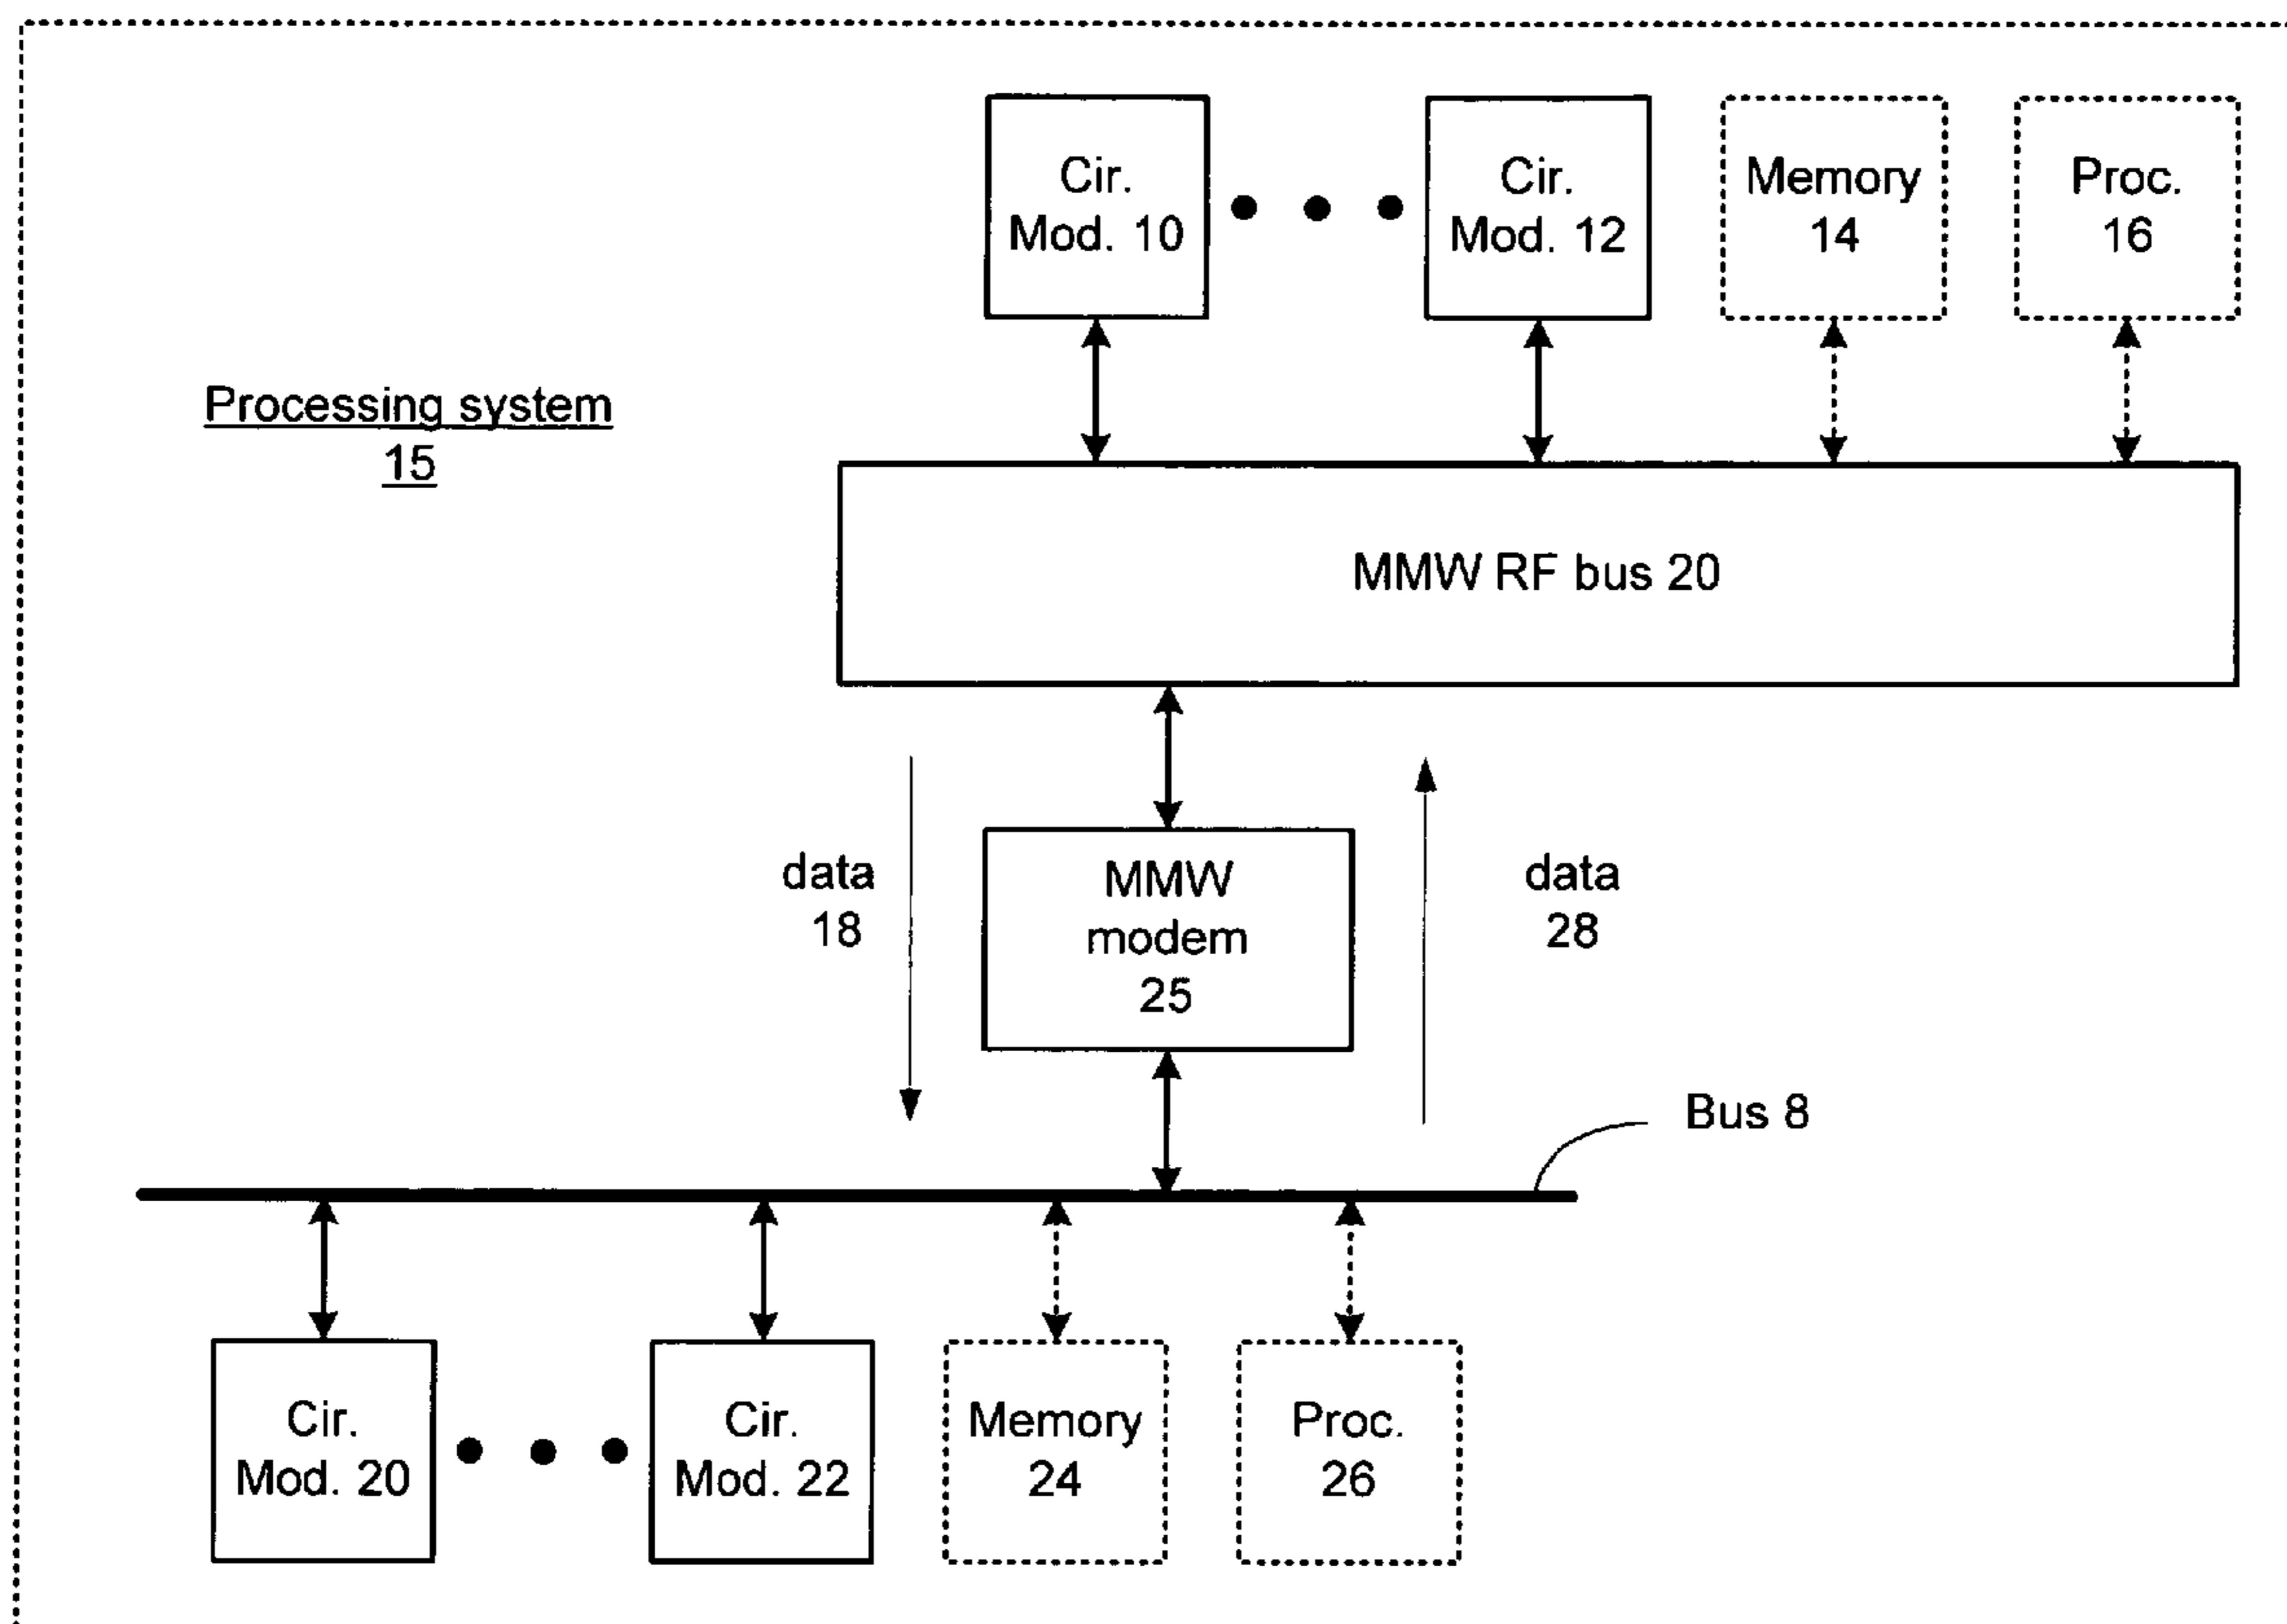 Cir.
Mod. 10
Cir.
Mod. 12
Memory
14
Proc.
16
Processing system
15
MMW RF bus 20
data
18
MMW
modem
25
data
28
Bus 8
Cir.
Mod. 20
Cir.
Mod. 22
Memory
24
Proc.
26